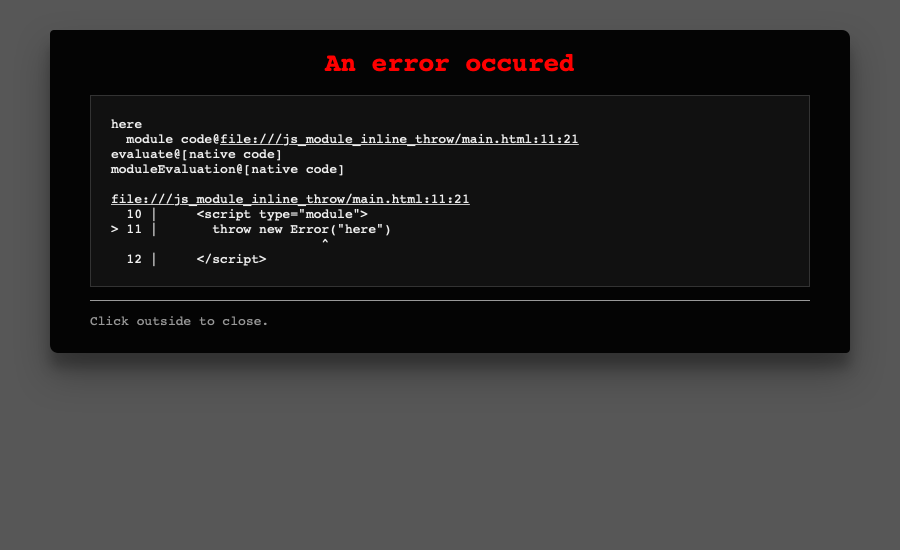 An error occured
here
  module code@file:///js_module_inline_throw/main.html:11:21
evaluate@[native code]
moduleEvaluation@[native code]
file:///js_module_inline_throw/main.html:11:21
  10 |     <script type="module">
> 11 |       throw new Error("here")
                           ^
  12 |     </script>
Click outside to close.